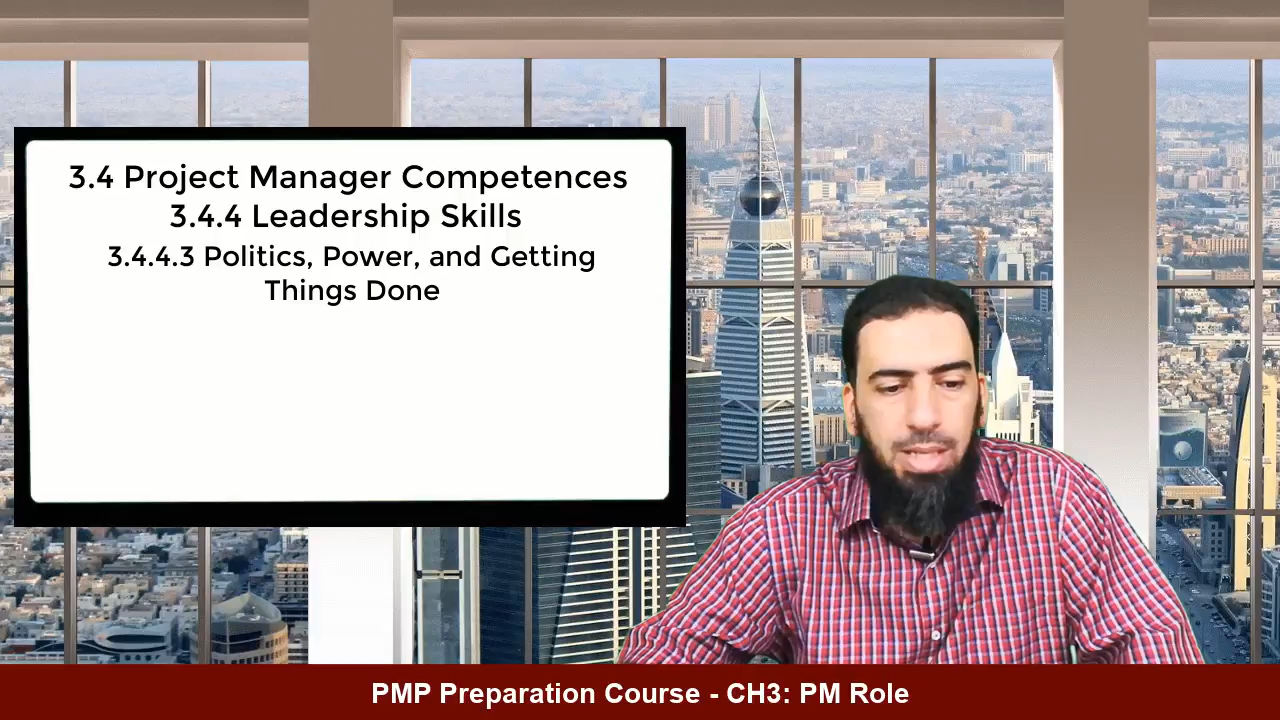 3.4 Project Manager Competences
3.4.4 Leadership Skills
3.4.4.3 Politics, Power, and Getting
Things Done
PMP Preparation Course - CH3: PM Role